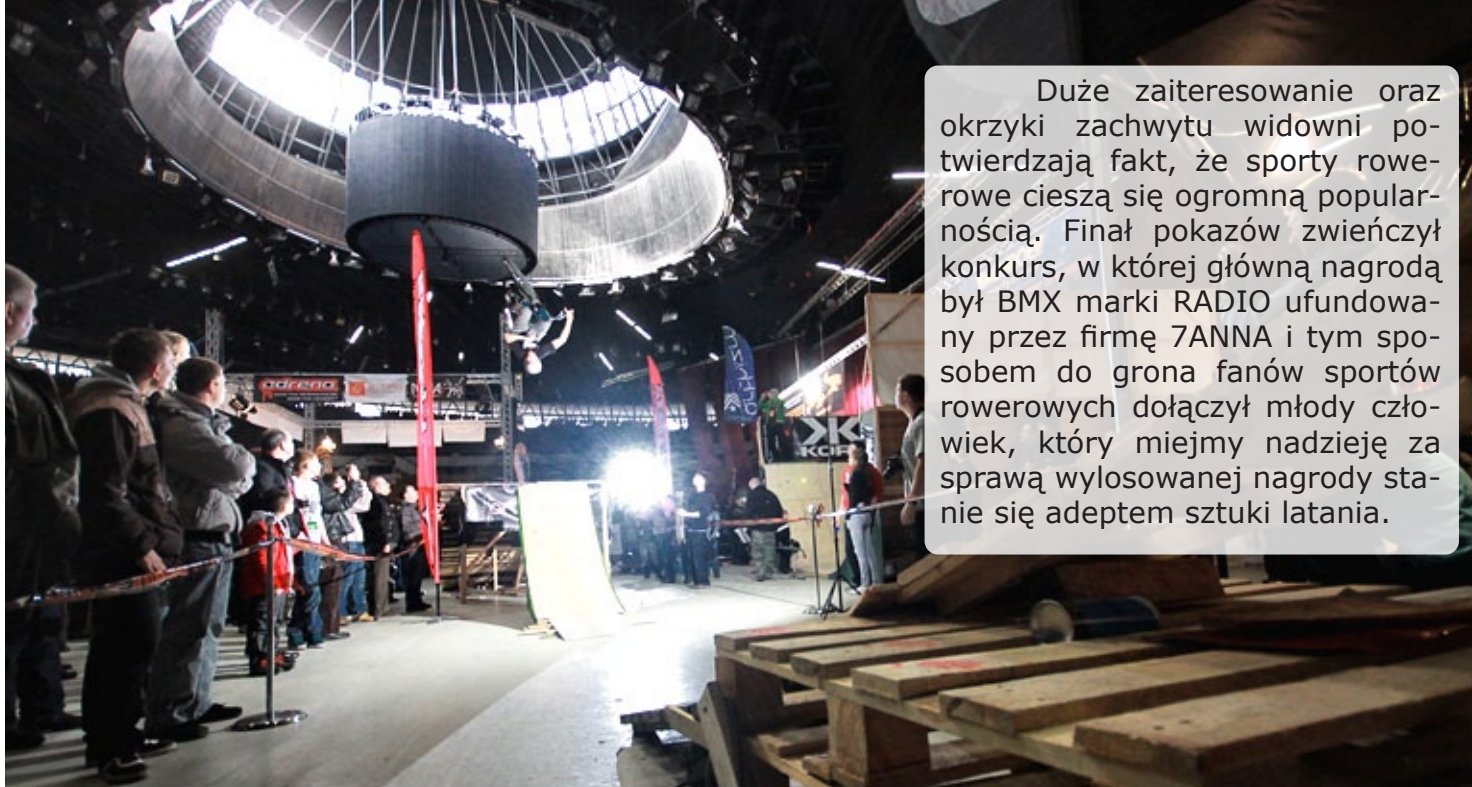 Duże zaiteresowanie oraz
okrzyki zachwytu widowni po-
twierdzają fakt, że sporty rowe-
rowe cieszą się ogromną popular-
nością. Finał pokazów zwieńczył
konkurs, w której główną nagrodą
był BMX marki RADIO ufundowa-
ny przez firmę 7ANNA i tym spo-
sobem do grona fanów sportów
rowerowych dołączył młody czło-
wiek, który miejmy nadzieję za
sprawą wylosowanej nagrody sta-
nie się adeptem sztuki latania.
adrena